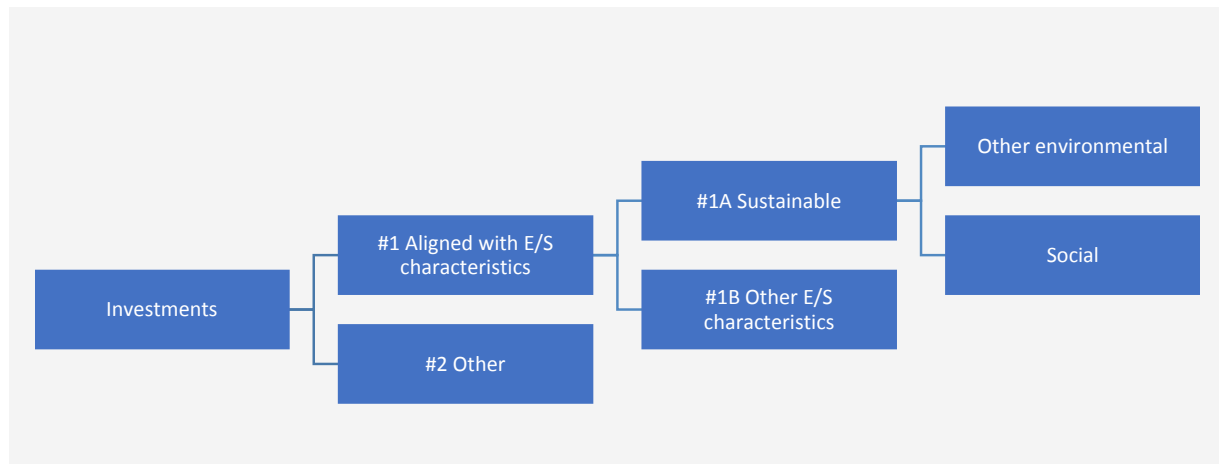 Investments
#1 Aligned with E/S
characteristics
#2 Other
#1A Sustainable
#1B Other E/S
characteristics
Other environmental
Social